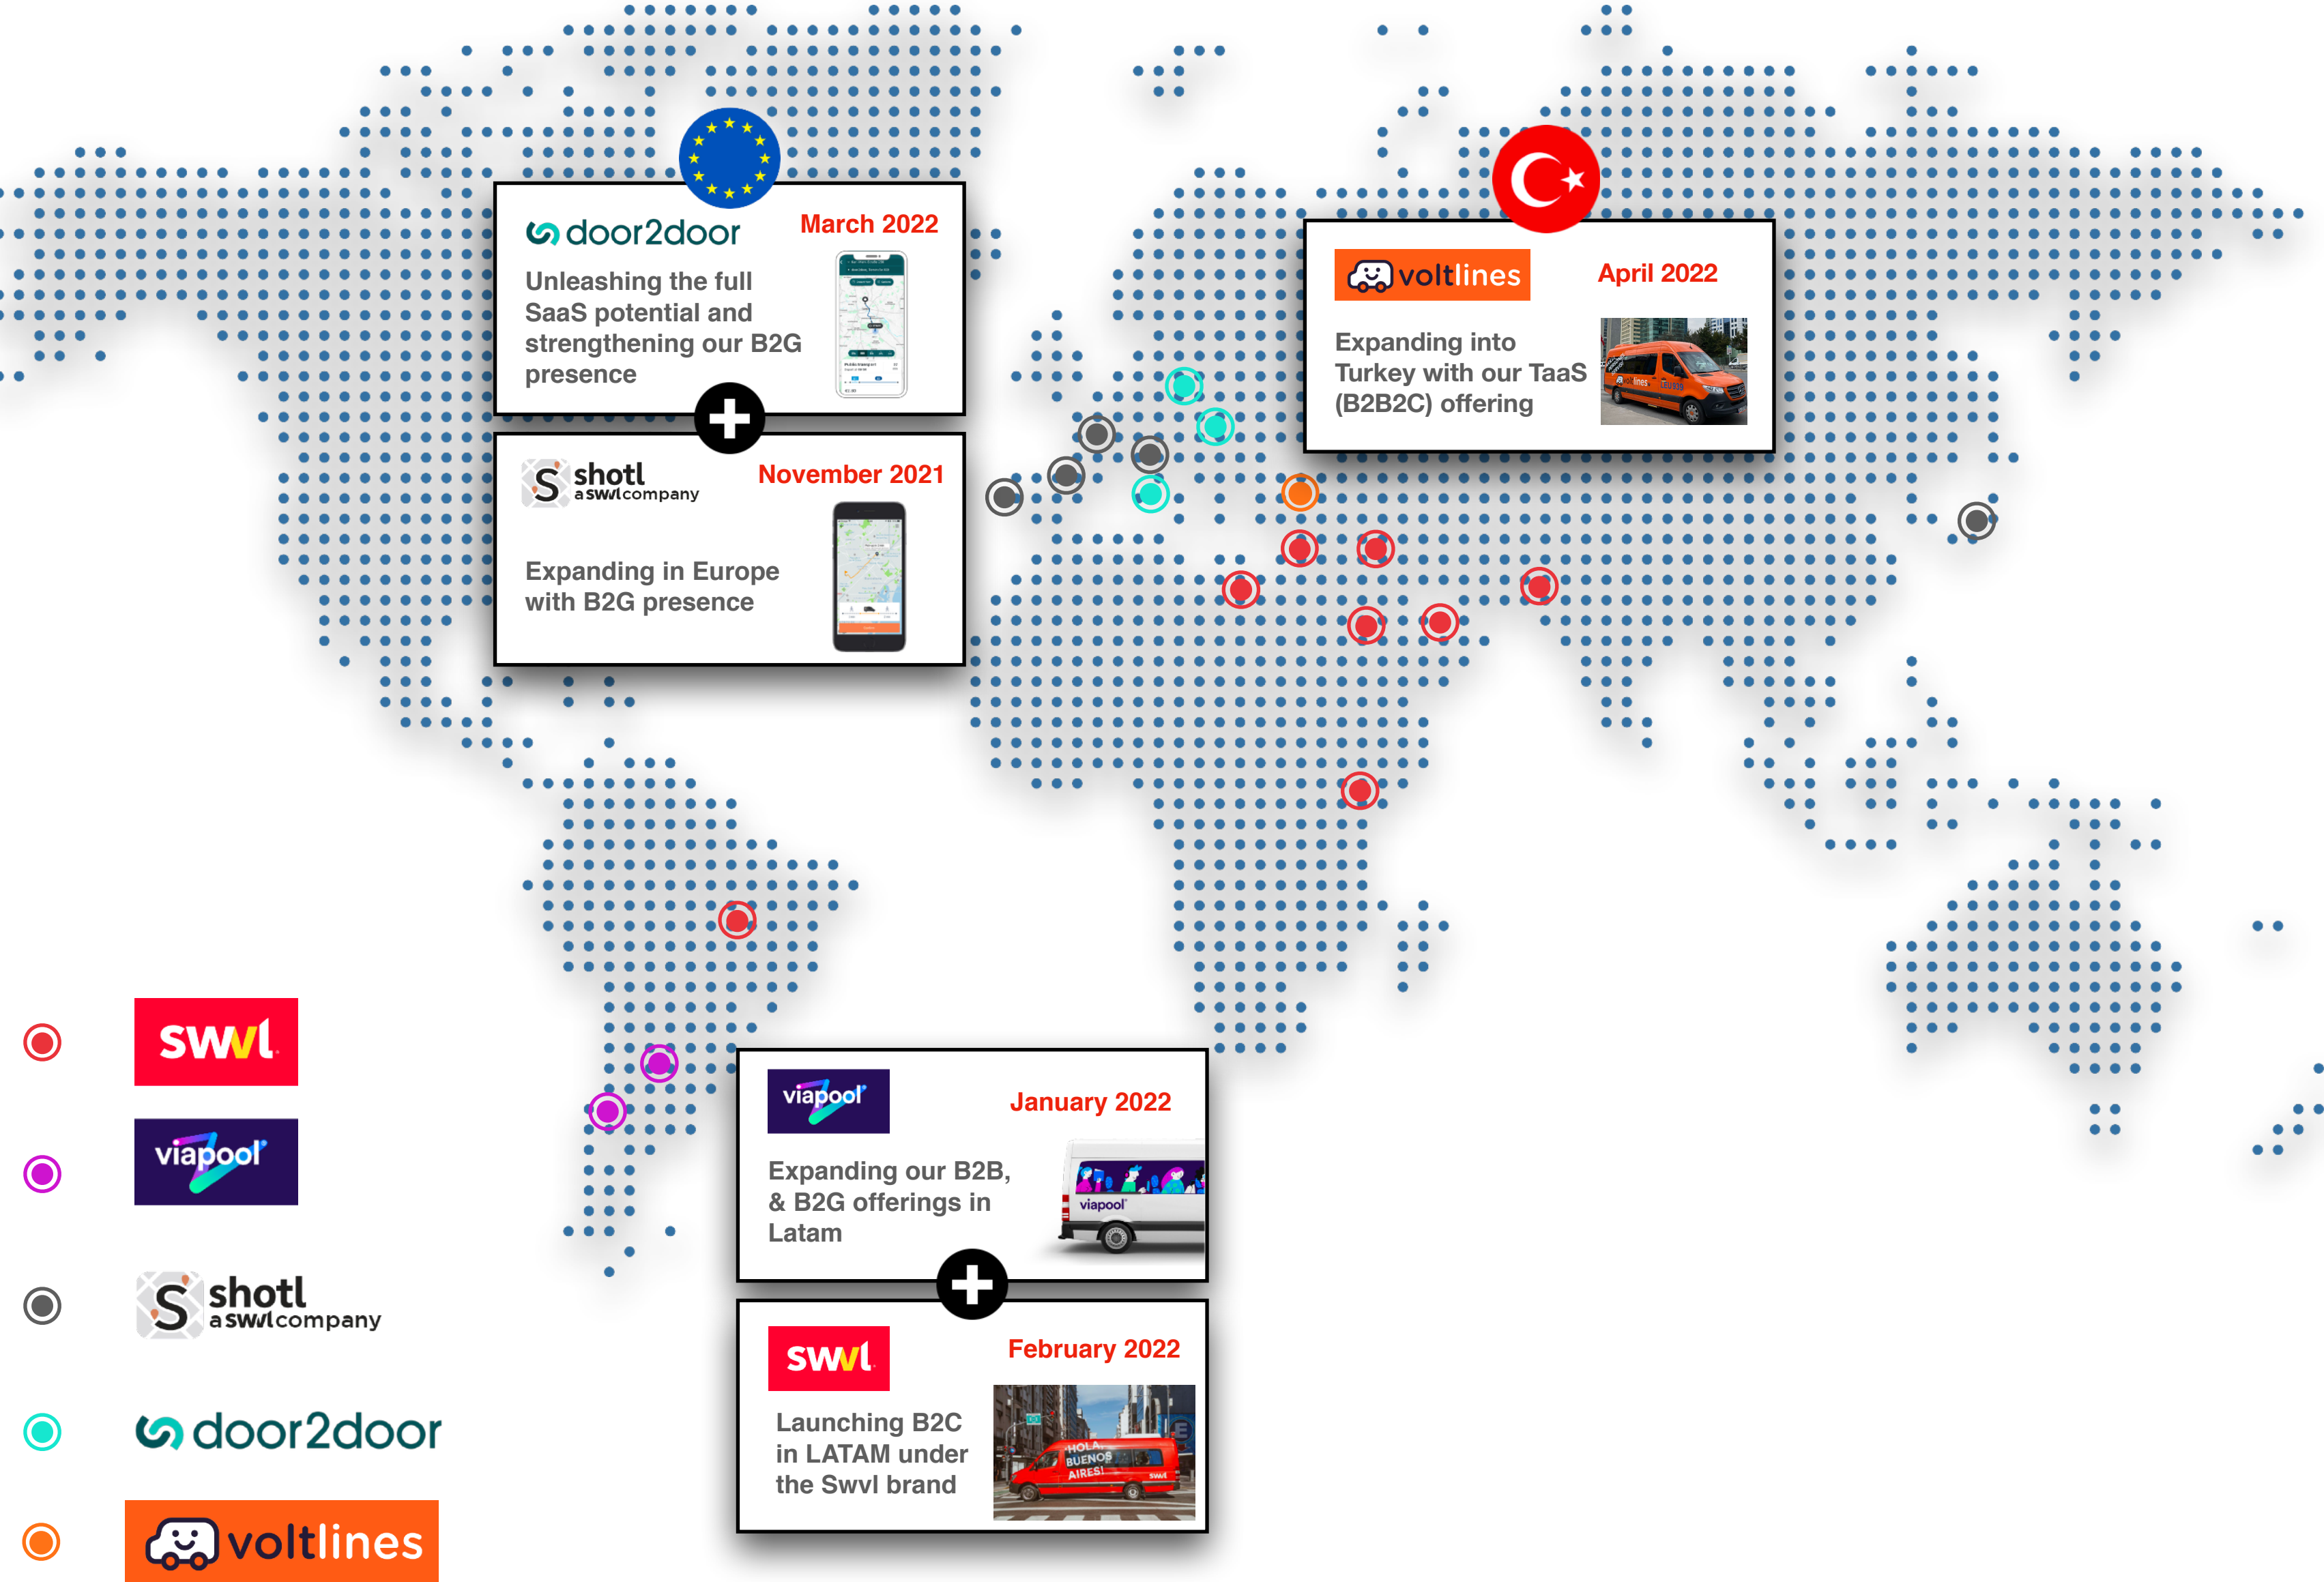 door2door
March 2022
Unleashing the full
SaaS potential and
strengthening our B2G
presence
shotl
a swvl company
November 2021
Expanding in Europe
with B2G presence
voltlines
April 2022
Expanding into
Turkey with our TaaS
(B2B2C) offering
voltlines
viapool
January 2022
Expanding our B2B,
& B2G offerings in
Latam
viapool
swvl
February 2022
Launching B2C
in LATAM under
the Swvl brand
¡HOLA,
BUENOS
AIRES!
swvl
E
swvl
viapool
shotl
a swvl company
door2door
voltlines